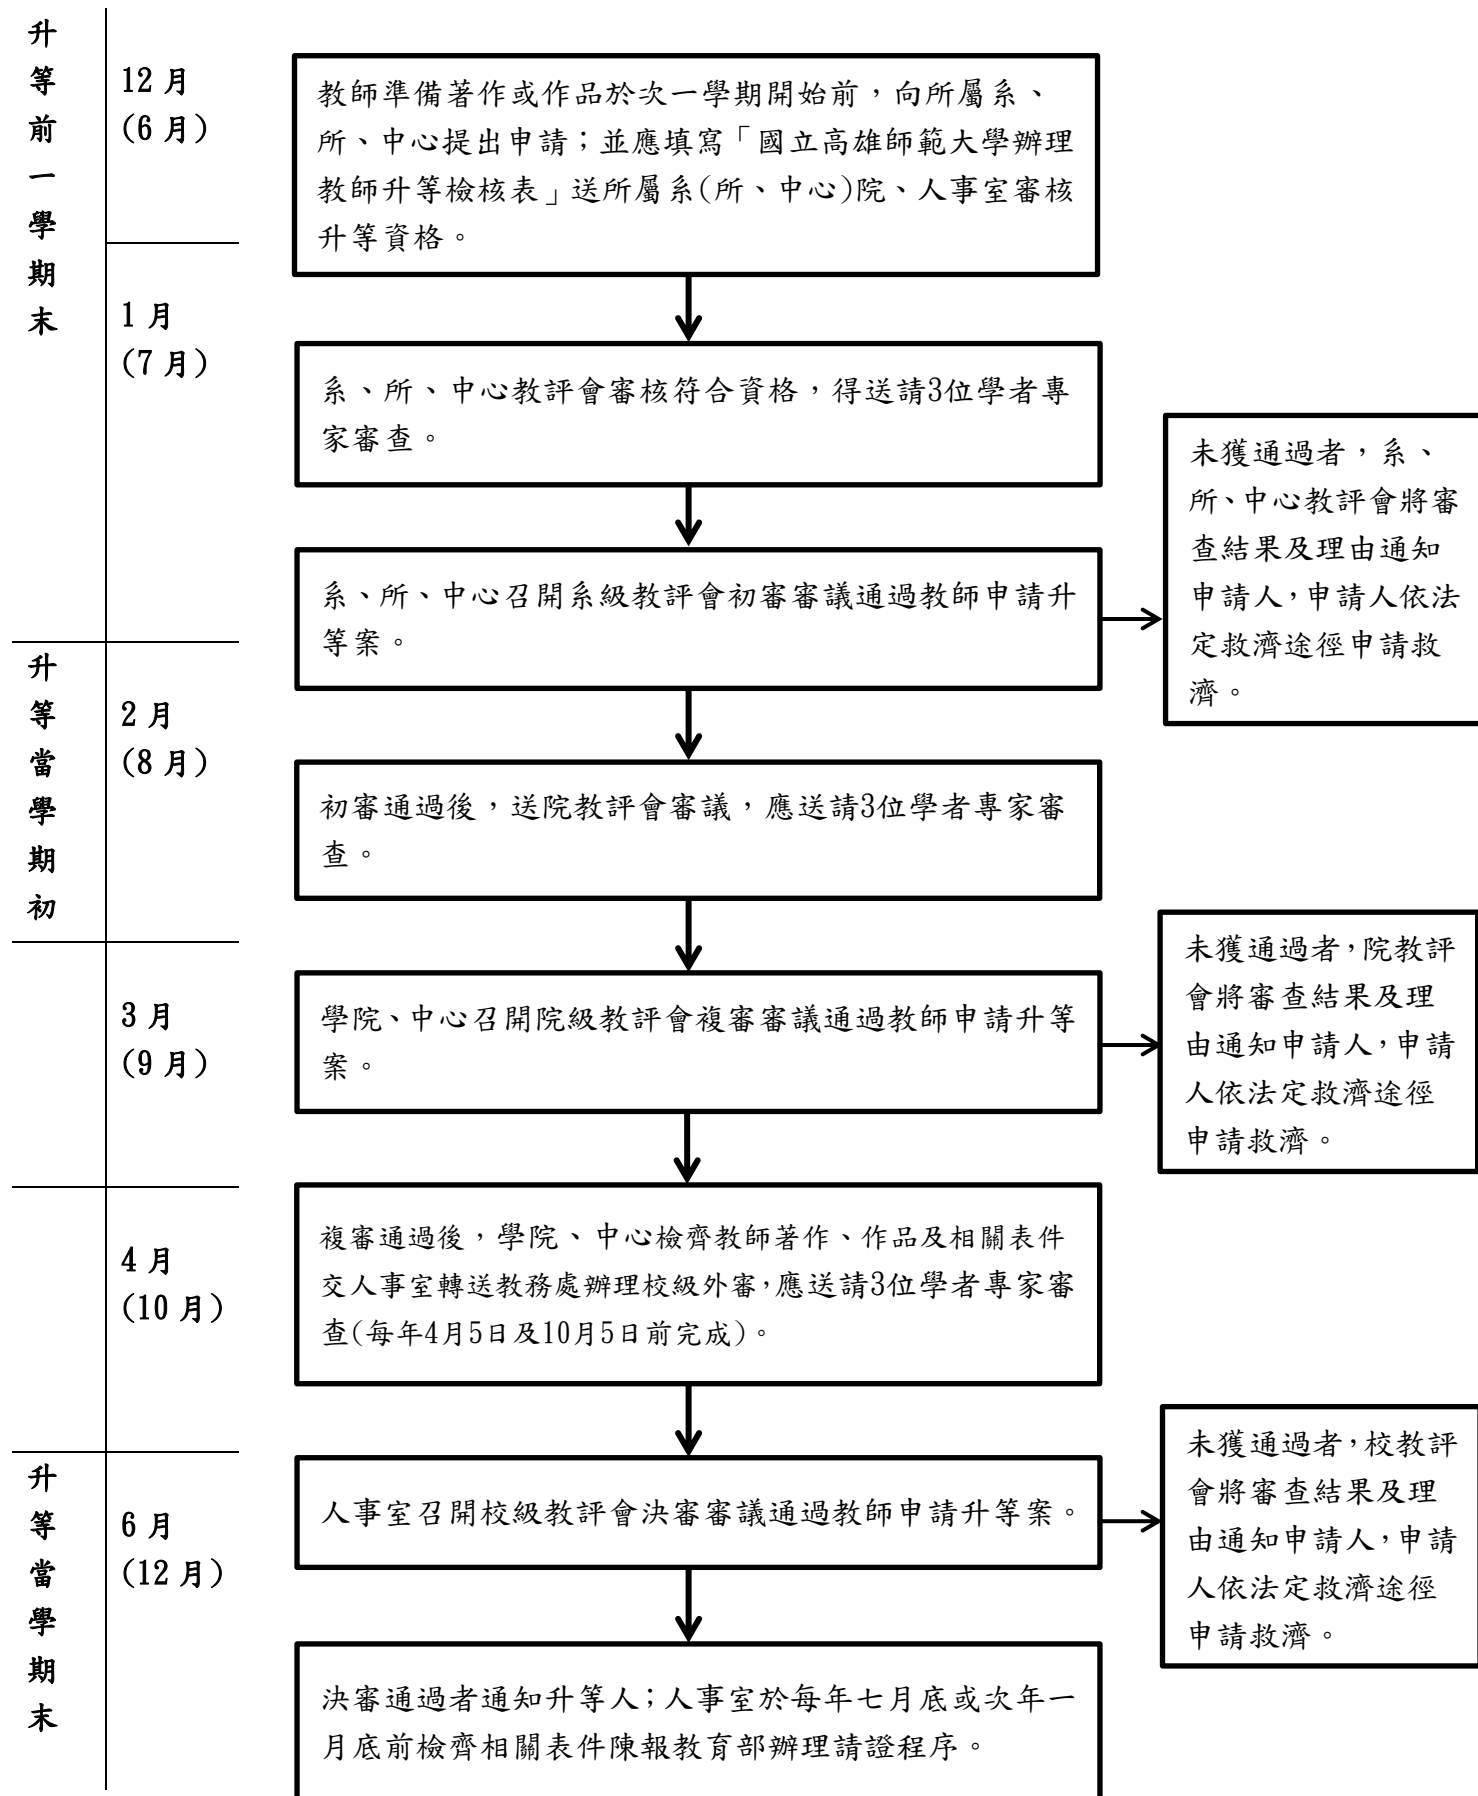 升
等
前
一
學
期
末
12 月
(6 月)
教師準備著作或作品於次一學期開始前，向所屬系、
所、中心提出申請；並應填寫「國立高雄師範大學辦理
教師升等檢核表」送所屬系(所、中心)院、人事室審核
升等資格。
1 月
(7 月)
系、所、中心教評會審核符合資格，得送請3位學者專
家審查。
系、所、中心召開系級教評會初審審議通過教師申請升
等案。
未獲通過者，系、
所、中心教評會將審
查結果及理由通知
申請人，申請人依法
定救濟途徑申請救
濟。
升
等
當
學
期
初
2 月
(8 月)
初審通過後，送院教評會審議，應送請3位學者專家審
查。
3 月
(9 月)
學院、中心召開院級教評會複審審議通過教師申請升等
案。
未獲通過者，院教評
會將審查結果及理
由通知申請人，申請
人依法定救濟途徑
申請救濟。
4 月
(10 月)
複審通過後，學院、中心檢齊教師著作、作品及相關表件
交人事室轉送教務處辦理校級外審，應送請3位學者專家審
查(每年4月5日及10月5日前完成)。
升
等
當
學
期
末
6 月
(12 月)
人事室召開校級教評會決審審議通過教師申請升等案。
未獲通過者，校教評
會將審查結果及理
由通知申請人，申請
人依法定救濟途徑
申請救濟。
決審通過者通知升等人；人事室於每年七月底或次年一
月底前檢齊相關表件陳報教育部辦理請證程序。